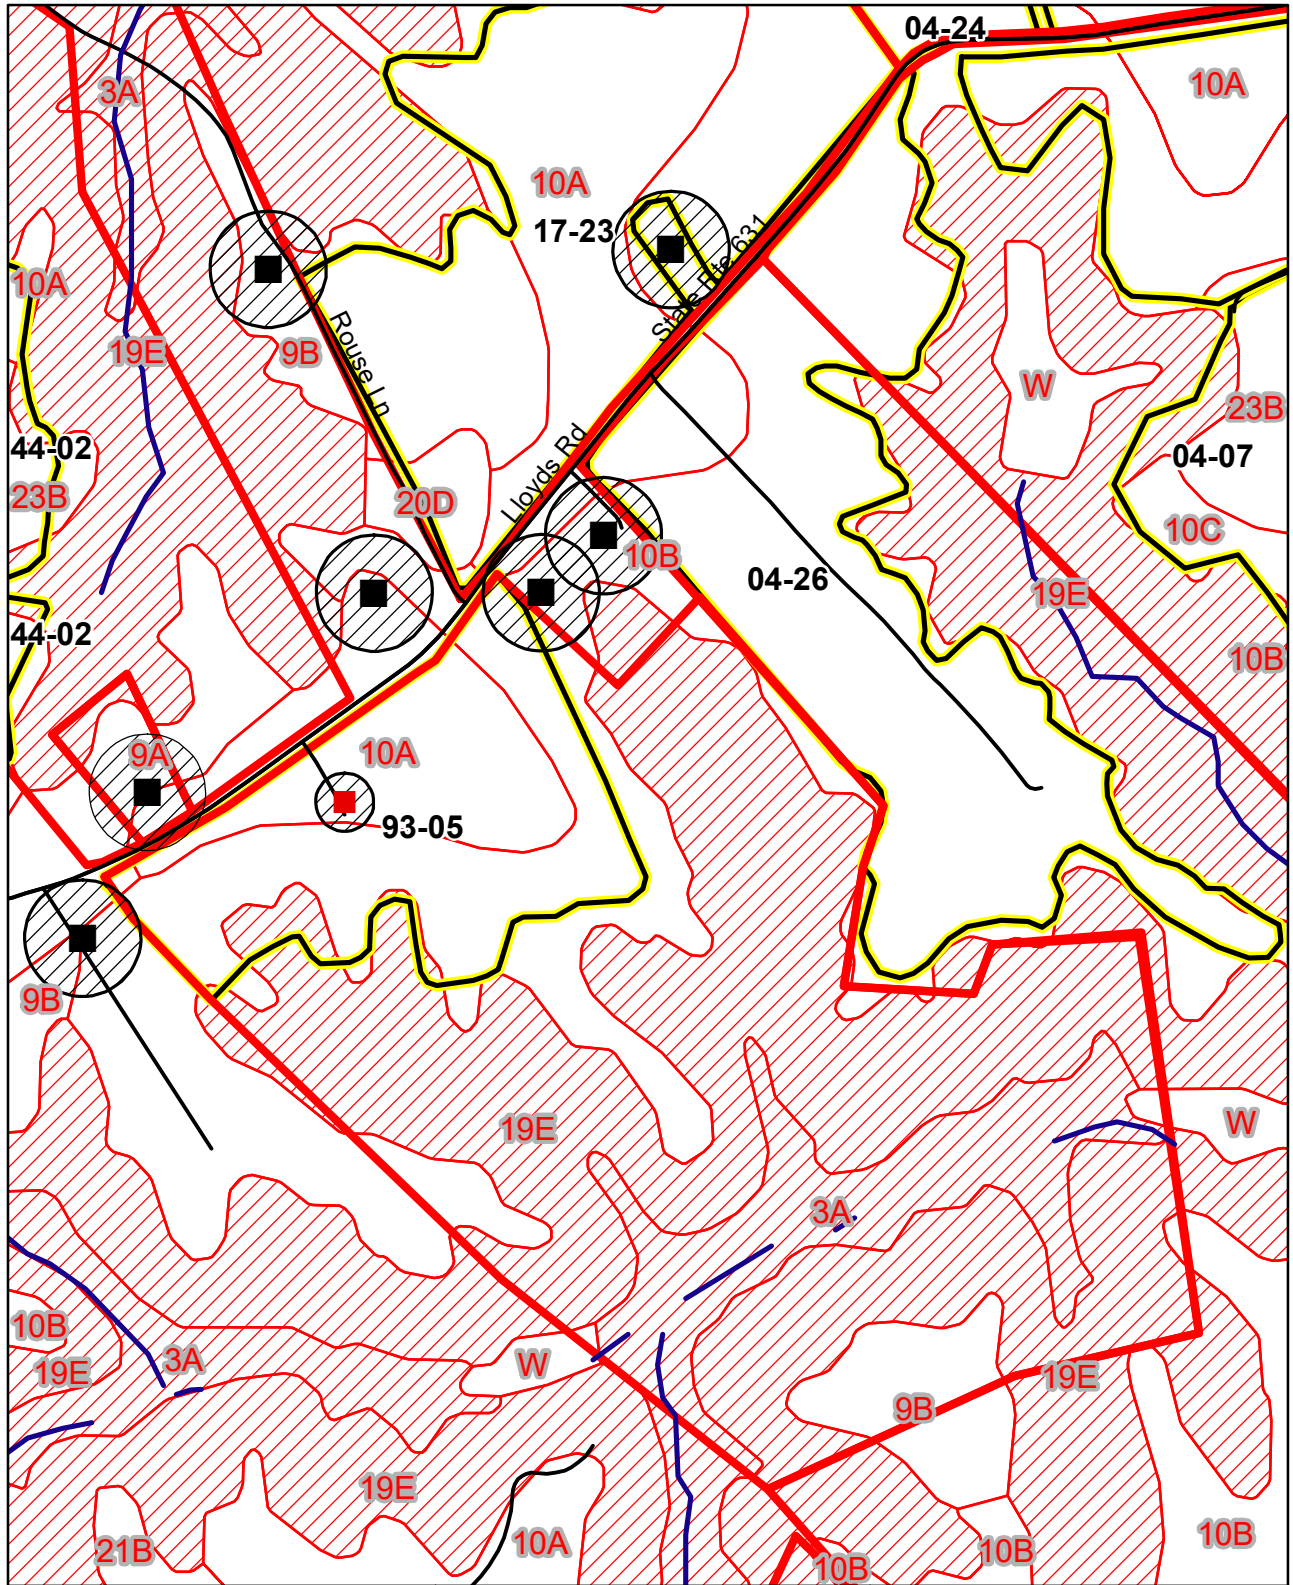 04-24
3A
10A
10A
17-23
State Rte 631
10A
19E
9B
Rouse Ln
W
23B
44-02
04-07
23B
20D
Lloyds Rd
10C
10B
04-26
19E
44-02
10B
9A
10A
93-05
9B
19E
W
3A
10B
19E
3A
W
19E
9B
19E
10A
21B
10B
10B
10B